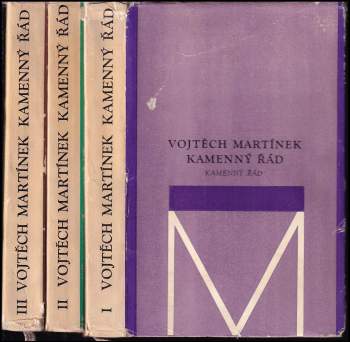 III VOJTĚCH MARTÍNEK KAMENNÝ ŘÁD
II VOJTĚCH MARTÍNEK KAMENNÝ ŘÁD
I VOJTĚCH MARTÍNEK KAMENNÝ ŘÁD
VOJTĚCH MARTÍNEK
KAMENNÝ ŘÁD
KAMENNÝ ŘÁD